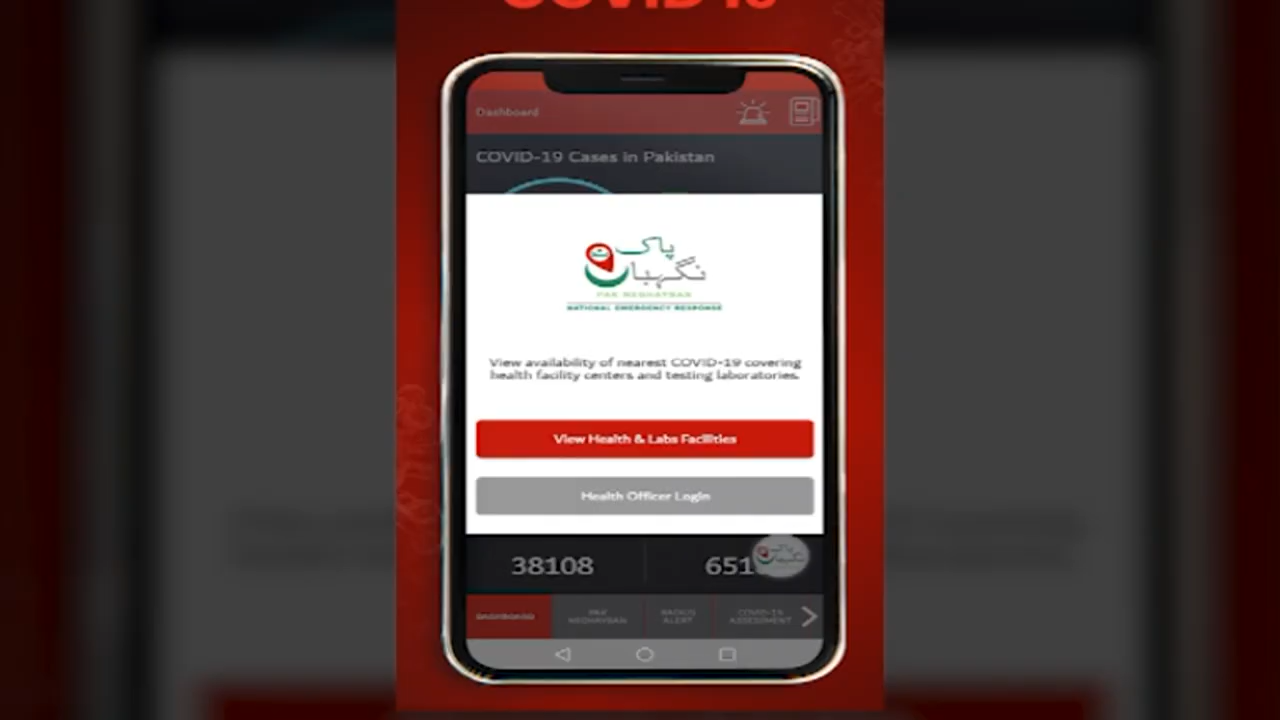 Dashboard
COVID-19 Cases in Pakistan
پاک
نگہبان
PAK NEGHAYBAN
NATIONAL EMERGENCY RESPONSE
View availability of nearest COVID-19 covering
health facility centers and testing laboratories.
View Health & Labs Facilities
Health Officer Login
38108
651
DASHBOARD
PAK
NEGHAYBAN
RADIUS
ALERT
COVID-19
ASSESSMENT